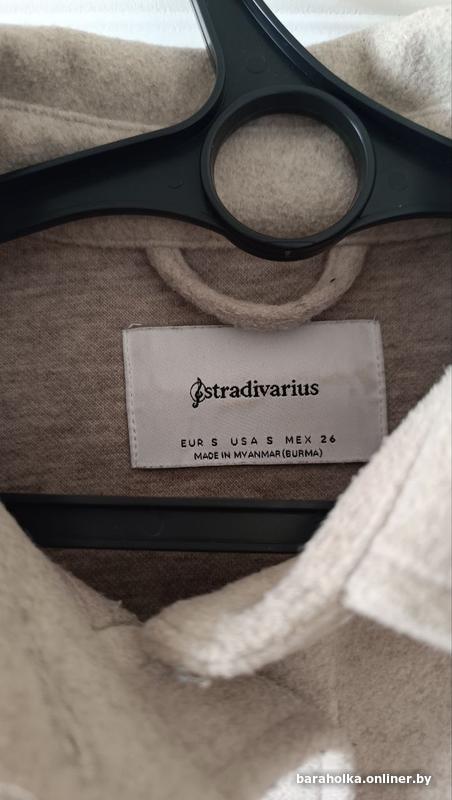 stradivarius
EUR S USA S MEX 26
MADE IN MYANMAR (BURMA)
baraholka.onliner.by